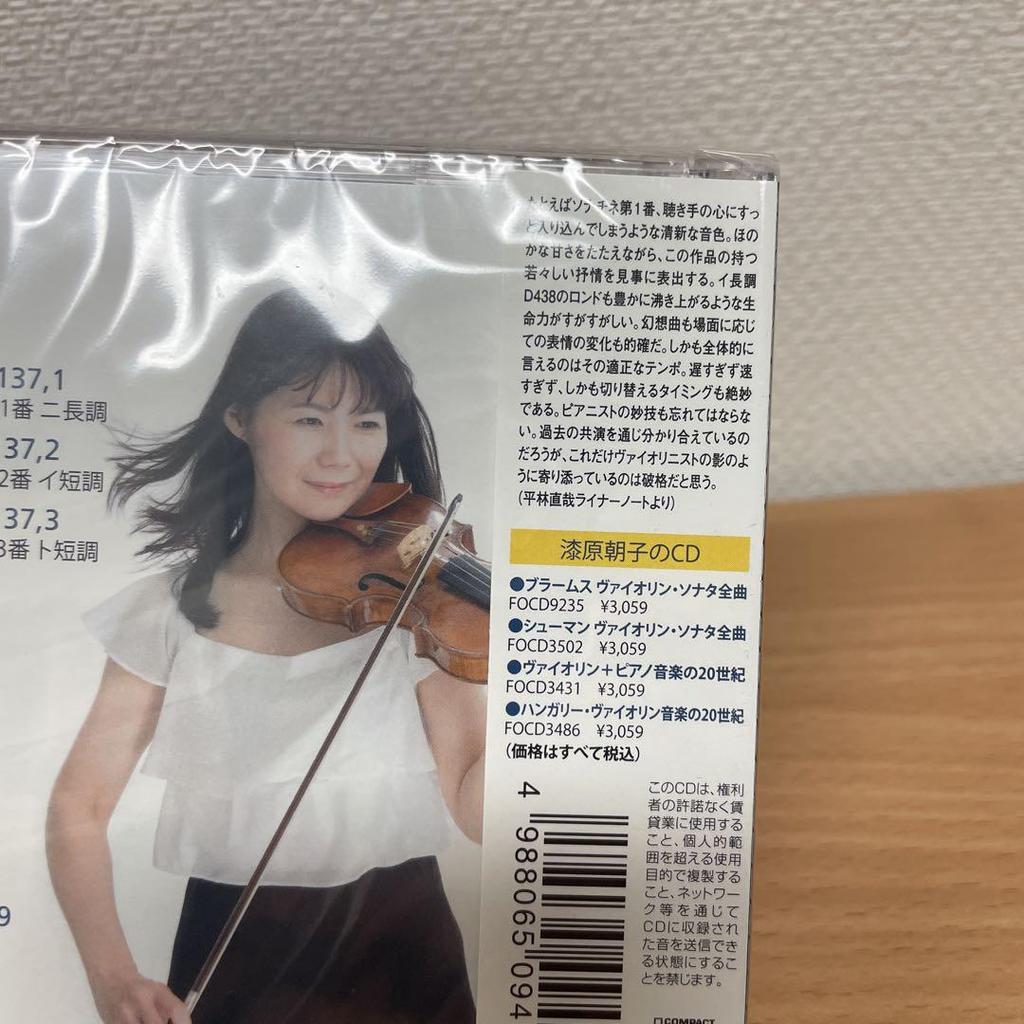 137,1
1番 ニ長調
137,2
2番 イ短調
137,3
3番 ト短調
9
たとえばソナチネ第1番、聴き手の心にすっ
と入り込んでしまうような清新な音色。ほの
かな甘さをたたえながら、この作品の持つ
若々しい抒情を見事に表出する。イ長調
D438のロンドも豊かに沸き上がるような生
命力がすがすがしい。幻想曲も場面に応じ
ての表情の変化も的確だ。しかも全体的に
言えるのはその適正なテンポ。遅すぎず速
すぎず、しかも切り替えるタイミングも絶妙
である。ピアニストの妙技も忘れてはならな
い。過去の共演を通じ分かり合えているの
だろうが、これだけヴァイオリニストの影のよ
うに寄り添っているのは破格だと思う。
(平林直哉ライナーノートより)
漆原朝子のCD
●ブラームス ヴァイオリン・ソナタ全曲
FOCD9235 ¥3,059
●シューマン ヴァイオリン・ソナタ全曲
FOCD3502 ¥3,059
●ヴァイオリン+ピアノ音楽の20世紀
FOCD3431 ¥3,059
●ハンガリー・ヴァイオリン音楽の20世紀
FOCD3486 ¥3,059
(価格はすべて税込)
4 988065 094
このCDは、権利
者の許諾なく賃
貸業に使用する
こと、個人的範
囲を超える使用
目的で複製する
こと、ネットワー
ク等を通じて
CDに収録され
た音を送信でき
る状態にするこ
とを禁じます。
COMPACT